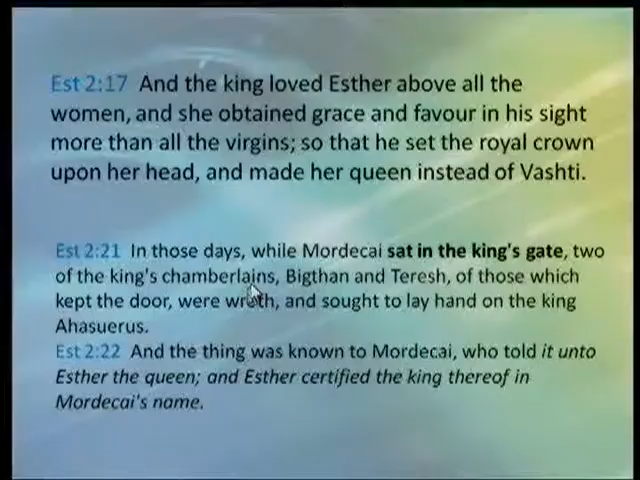 Est 2:17 And the king loved Esther above all the
women, and she obtained grace and favour in his sight
more than all the virgins; so that he set the royal crown
upon her head, and made her queen instead of Vashti.
Est 2:21 In those days, while Mordecai sat in the king's gate, two
of the king's chamberlains, Bigthan and Teresh, of those which
kept the door, were wroth, and sought to lay hand on the king
Ahasuerus.
Est 2:22 And the thing was known to Mordecai, who told it unto
Esther the queen; and Esther certified the king thereof in
Mordecai's name.